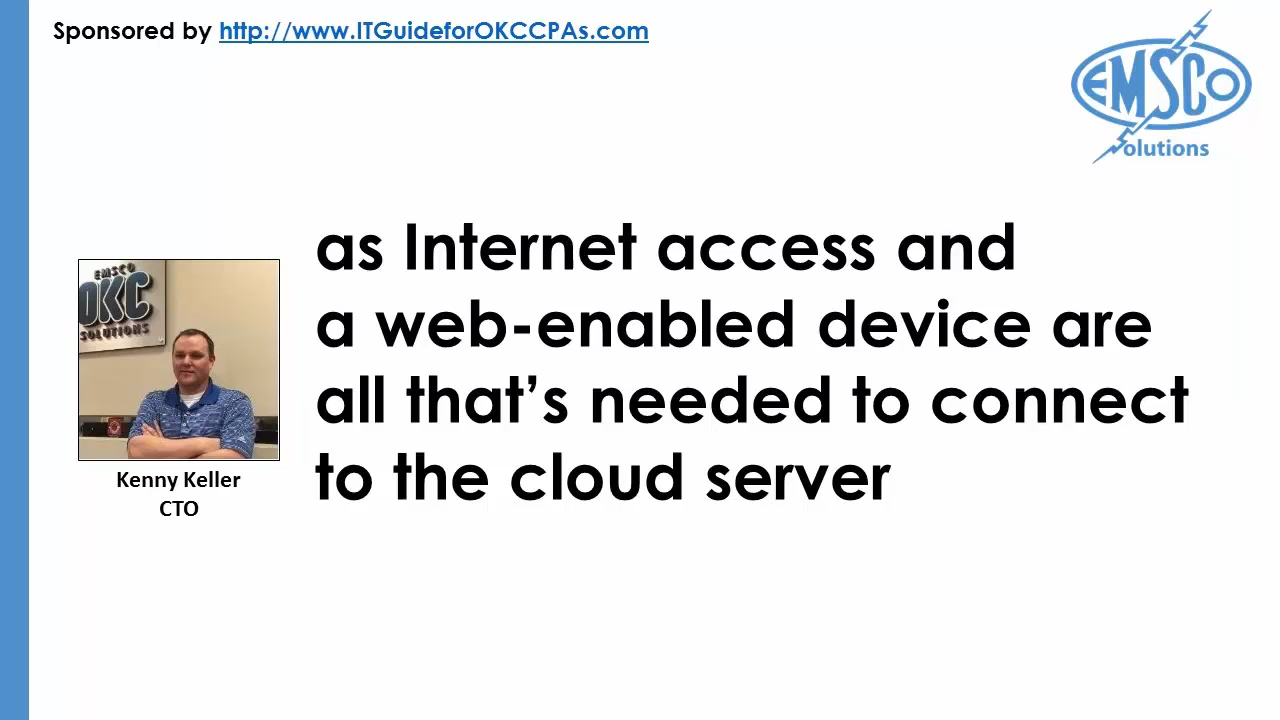 Sponsored by http://www.ITGuideforOKCCPAs.com
EMSCO
Solutions
as Internet access and
a web-enabled device are
all that’s needed to connect
to the cloud server
EMSCO
OKC
SOLUTIONS
Kenny Keller
CTO